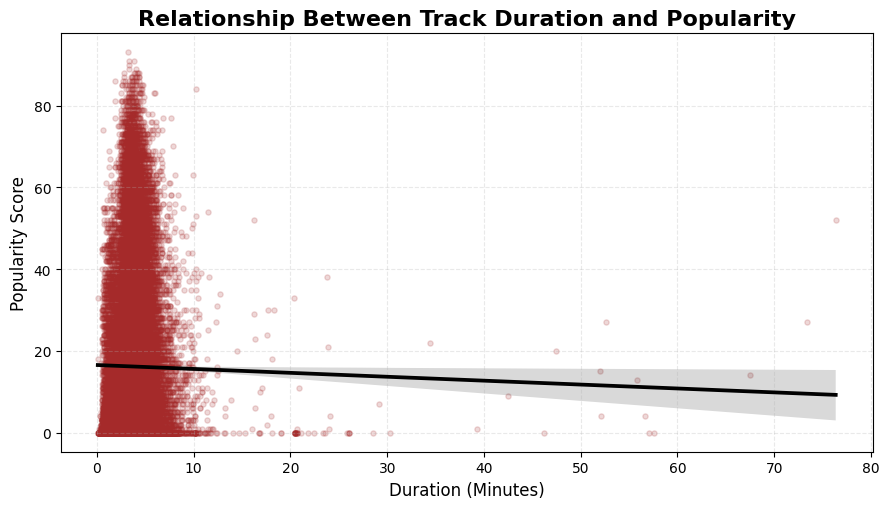 Relationship Between Track Duration and Popularity
Popularity Score
80
60
40
20
0
0 10 20 30 40 50 60 70 80
Duration (Minutes)